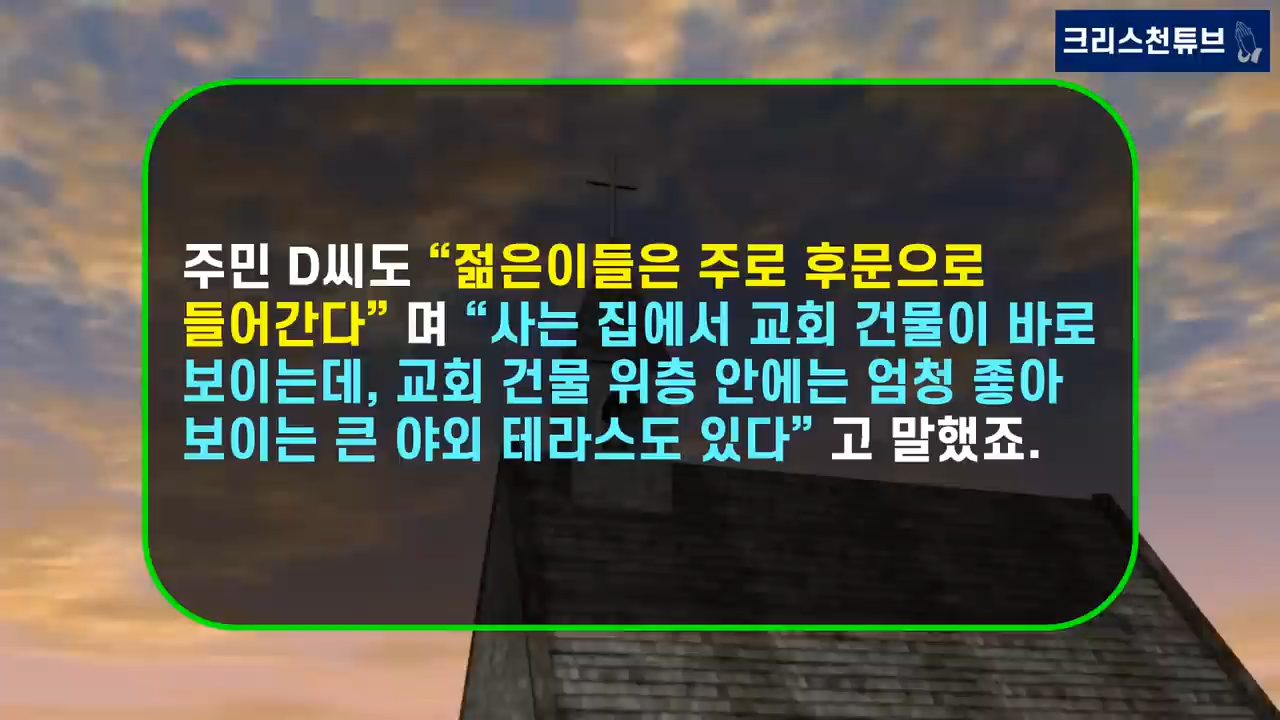 크리스천튜브
주민 D씨도 “젊은이들은 주로 후문으로
들어간다” 며 “사는 집에서 교회 건물이 바로
보이는데, 교회 건물 위층 안에는 엄청 좋아
보이는 큰 야외 테라스도 있다” 고 말했죠.